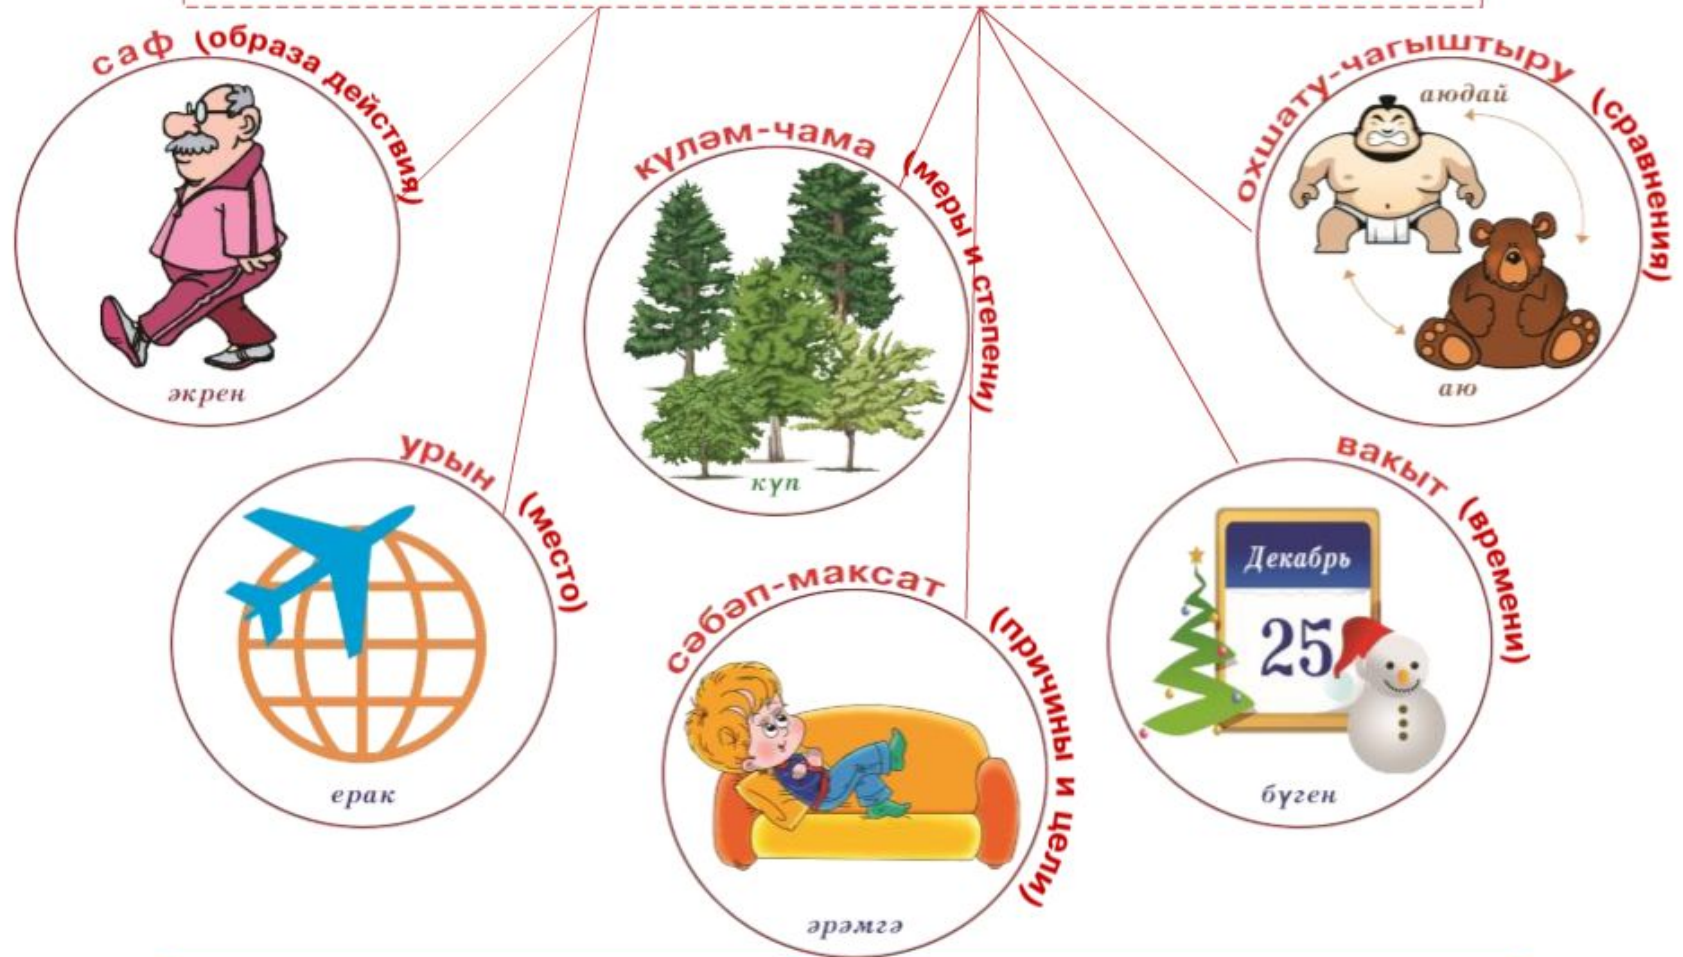 саф (образа действия)
әкрен
урын (место)
ерак
күләм-чама (меры и степени)
күп
сәбәп-максат (причины и цели)
әрәмгә
охшату-чагыштыру (сравнения)
аюдай
аю
вакыт (времени)
Декабрь
25
бүген